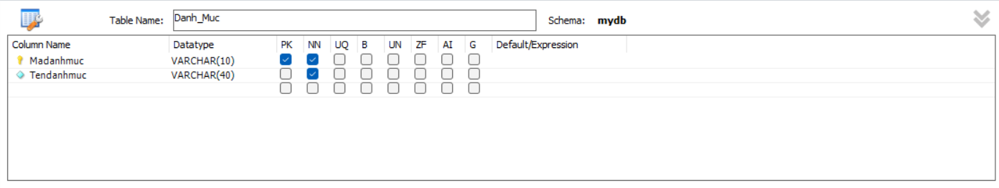 Table Name: Danh_Muc Schema: mydb
Column Name Datatype PK NN UQ B UN ZF AI G Default/Expression
Madanhmuc VARCHAR(10)
Tendanhmuc VARCHAR(40)